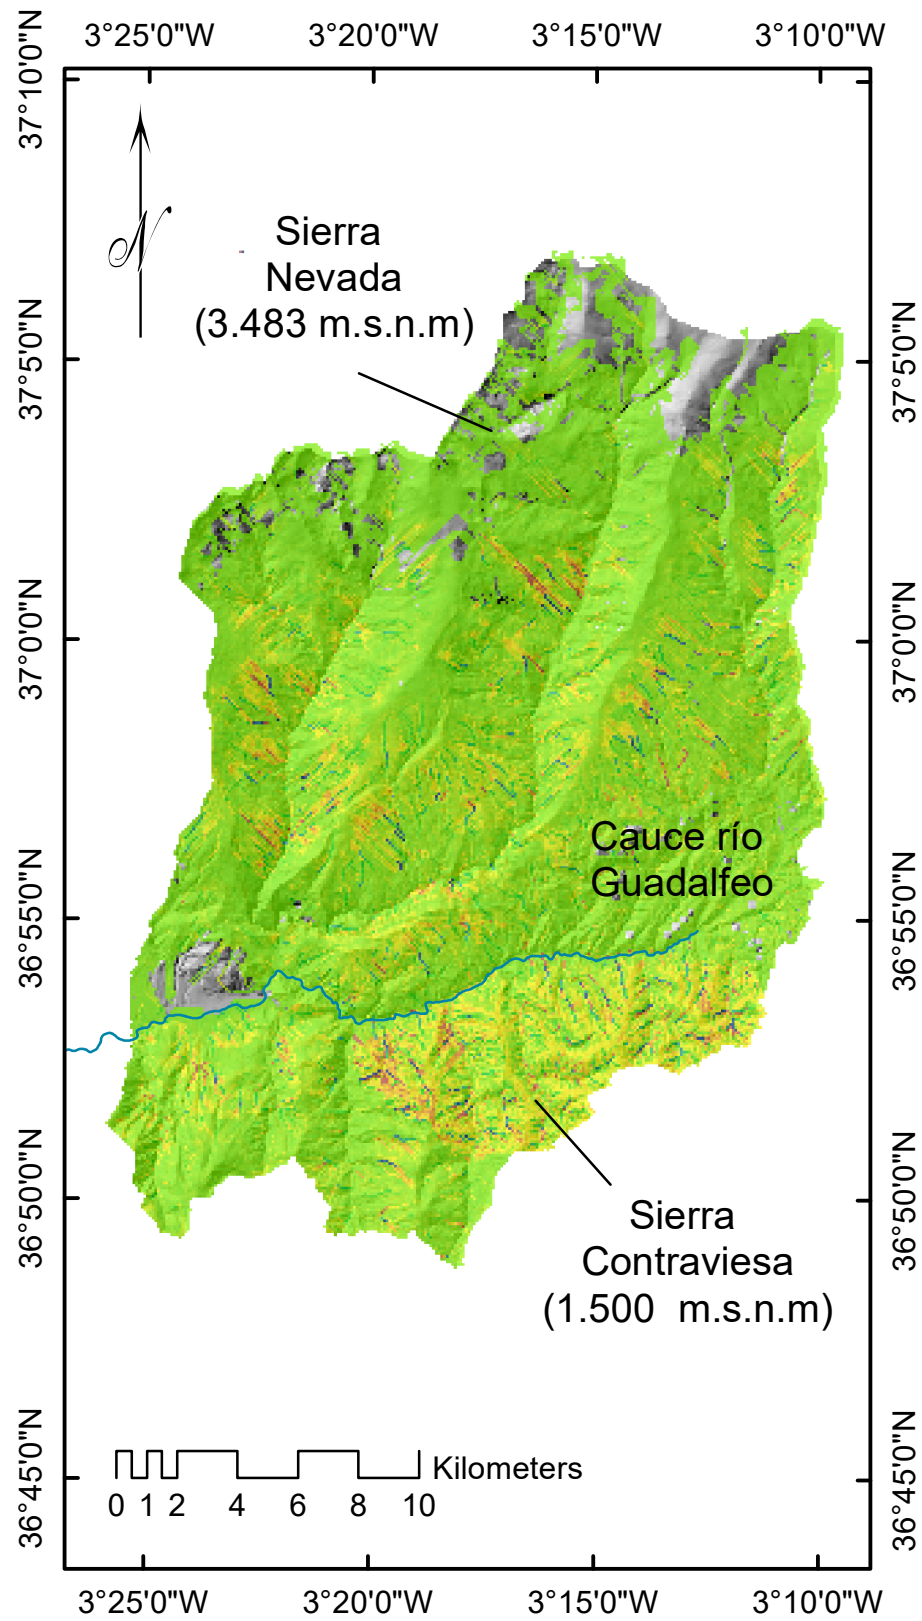 3°25'0"W 3°20'0"W 3°15'0"W 3°10'0"W
37°10'0"N
N
Sierra
Nevada
(3.483 m.s.n.m)
37°5'0"N 37°5'0"N
37°0'0"N 37°0'0"N
Cauce río
Guadalfeo
36°55'0"N 36°55'0"N
36°50'0"N 36°50'0"N
Sierra
Contraviesa
(1.500 m.s.n.m)
36°45'0"N 36°45'0"N
Kilometers
0 1 2 4 6 8 10
3°25'0"W 3°20'0"W 3°15'0"W 3°10'0"W